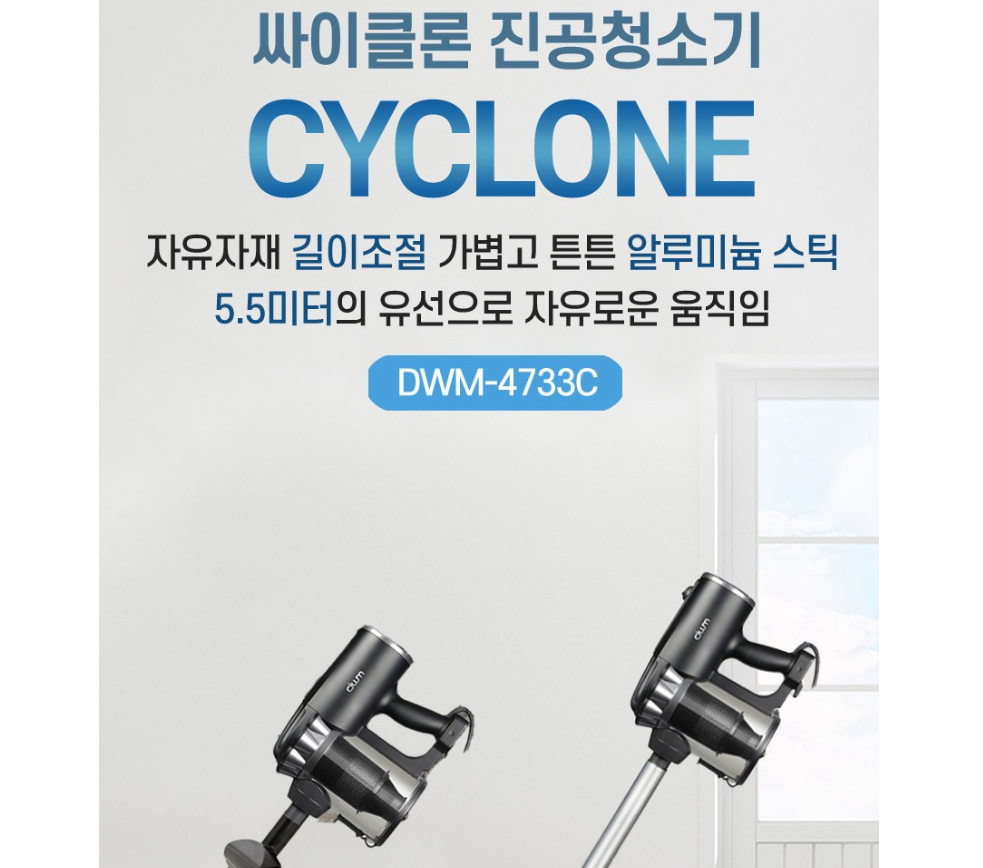 싸이클론 진공청소기
CYCLONE
자유자재 길이조절 가볍고 튼튼 알루미늄 스틱
5.5미터의 유선으로 자유로운 움직임
DWM-4733C
dwm
dwm